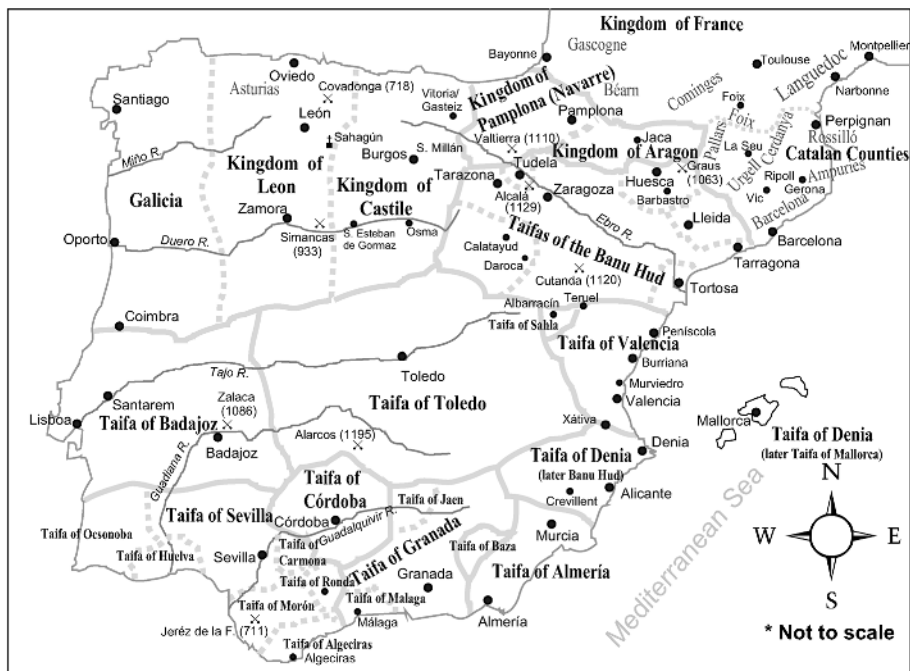 Kingdom of France
Bayonne
Gascogne
Toulouse
Montpellier
Languedoc
Narbonne
Oviedo
Asturias
Covadonga (718)
Vitoria/
Gasteiz
Kingdom of
Pamplona (Navarre)
Béarn
Cominges
Foix
Foix
Perpignan
Rosselló
Santiago
León
Pamplona
Valtierra (1110)
Jaca
Pallars
La Seu
Urgell
Cerdanya
Catalan Counties
Sahagún
Burgos
S. Millán
Kingdom of Aragon
Graus
(1063)
Miño R.
Kingdom of
Leon
Tudela
Tarazona
Huesca
Barbastro
Ripoll
Ampuries
Gerona
Vic
Galicia
Kingdom of
Castile
Alcalá
(1129)
Zaragoza
Lleida
Barcelona
Barcelona
Zamora
Simancas
(933)
S. Esteban
de Gormaz
Osma
Ebro R.
Oporto
Duero R.
Calatayud
Daroca
Taifas of the Banu Hud
Cutanda (1120)
Tarragona
Tortosa
Coimbra
Albarracín
Teruel
Taifa of Sahla
Taifa of
Valencia
Peníscola
Burriana
Tajo R.
Toledo
Murviedro
Valencia
Santarem
Zalaca
(1086)
Taifa of Toledo
Lisboa
Taifa of Badajoz
Alarcos (1195)
Xátiva
Mallorca
Taifa of Denia
(later Taifa of Mallorca)
Badajoz
Guadiana R.
Denia
Taifa of Denia
(later Banu Hud)
Taifa of
Córdoba
Taifa of Jaen
Crevillent
Alicante
Mediterranean Sea
N
W
E
S
Taifa of Sevilla
Córdoba
Guadalquivir R.
Murcia
Taifa of Ocsonoba
Taifa of Huelva
Sevilla
Taifa of
Carmona
Taifa of Granada
Taifa of Baza
Taifa of Almería
Taifa of Ronda
Granada
Taifa of Morón
Taifa of Malaga
Jeréz de la F. (711)
Málaga
Almería
Taifa of Algeciras
Algeciras
* Not to scale